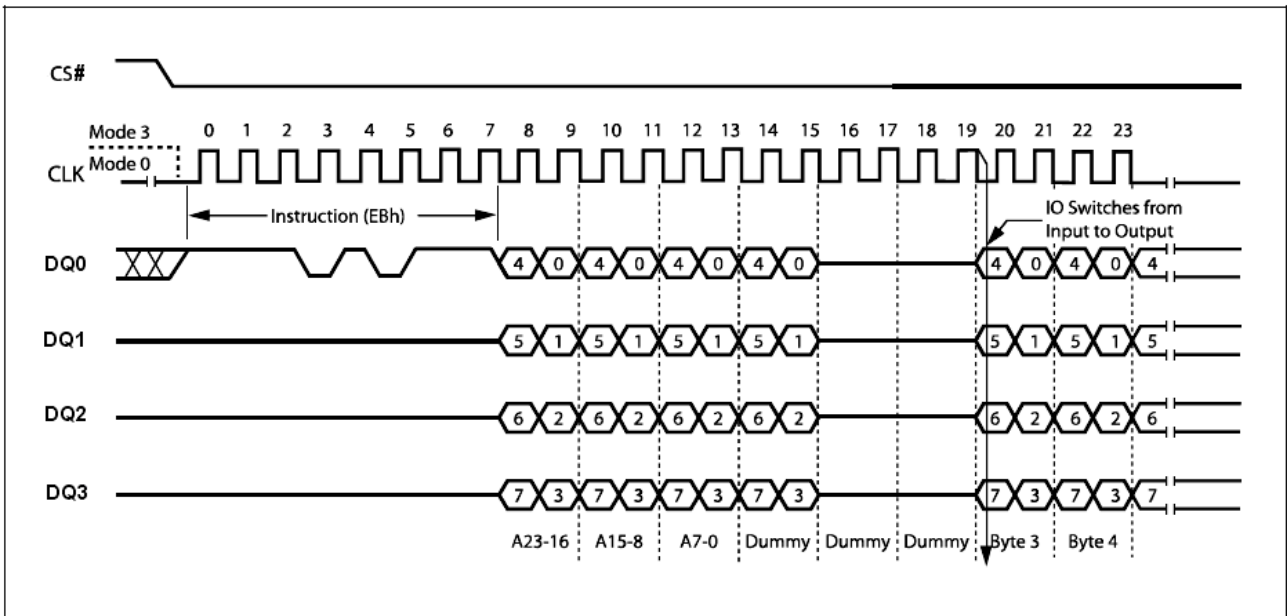 CS#
Mode 3
0 1 2 3 4 5 6 7 8 9 10 11 12 13 14 15 16 17 18 19 20 21 22 23
CLK Mode 0
Instruction (EBh)
IO Switches from
Input to Output
DQ0 4 0 4 0 4 0 4 0 4 0 4 0 4
DQ1 5 1 5 1 5 1 5 1 5 1 5 1 5
DQ2 6 2 6 2 6 2 6 2 6 2 6 2 6
DQ3 7 3 7 3 7 3 7 3 7 3 7 3 7
A23-16 A15-8 A7-0 Dummy Dummy Dummy Byte 3 Byte 4